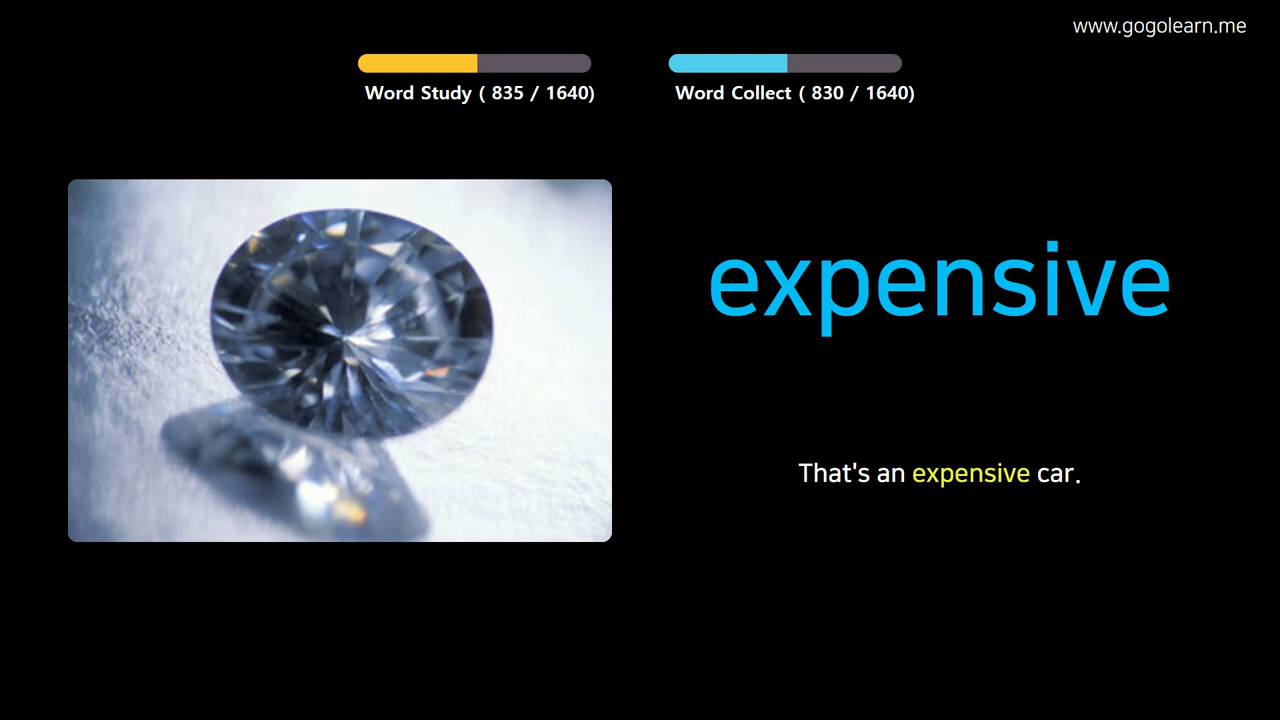 www.gogolearn.me
Word Study ( 835 / 1640)
Word Collect ( 830 / 1640)
expensive
That's an expensive car.